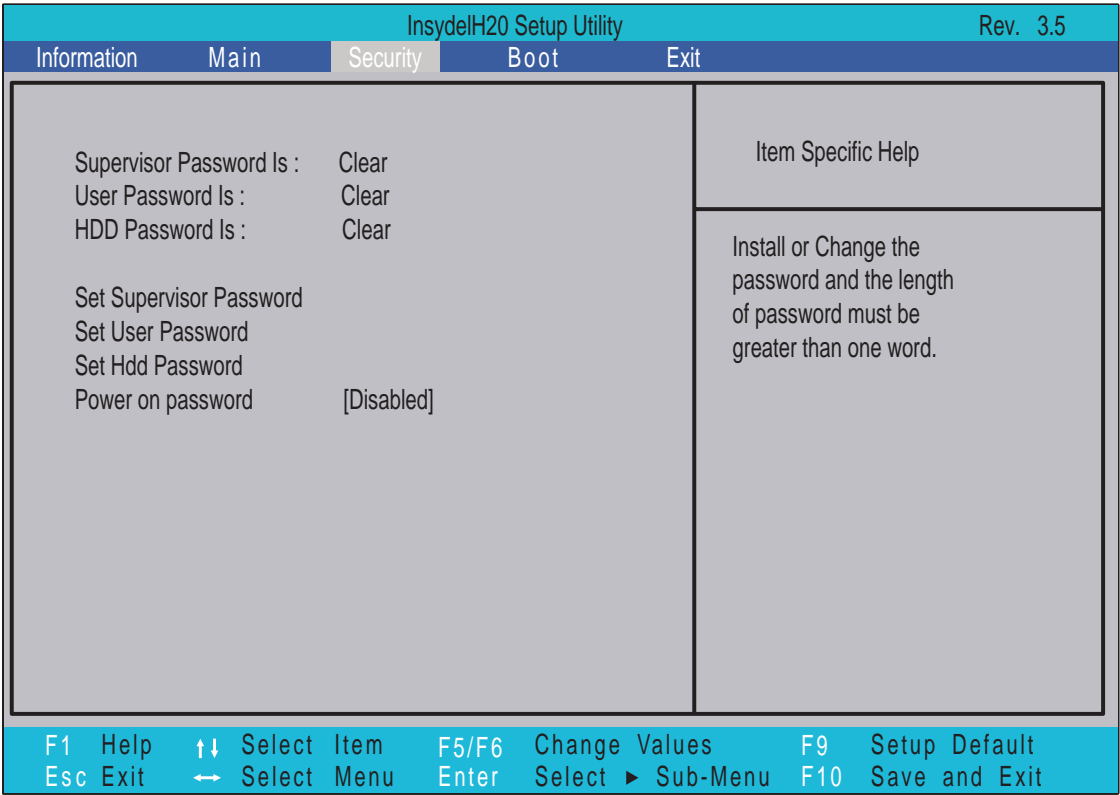 InsydelH20 Setup Utility Rev. 3.5
Information Main Security Boot Exit
Supervisor Password Is : Clear
User Password Is : Clear
HDD Password Is : Clear
Set Supervisor Password
Set User Password
Set Hdd Password
Power on password [Disabled]
Item Specific Help
Install or Change the
password and the length
of password must be
greater than one word.
F1 Help ↑↓ Select Item F5/F6 Change Values F9 Setup Default
Esc Exit ↔ Select Menu Enter Select ► Sub-Menu F10 Save and Exit